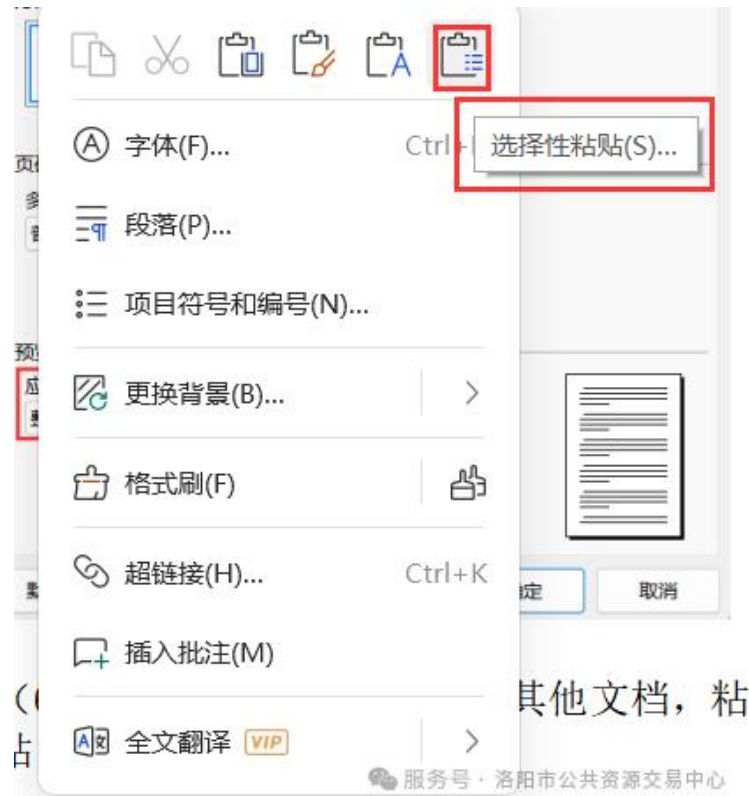 字体(F)...
Ctrl+
选择性粘贴(S)...
段落(P)...
项目符号和编号(N)...
更换背景(B)...
格式刷(F)
超链接(H)...
Ctrl+K
取消
插入批注(M)
其他文档，粘
全文翻译 VIP
服务号·洛阳市公共资源交易中心